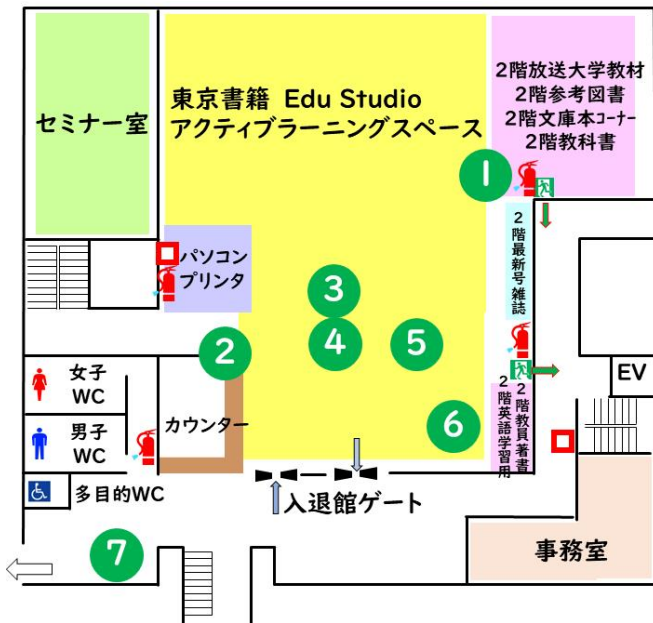 セミナー室
東京書籍 Edu Studio
アクティブラーニングスペース
2階放送大学教材
2階参考図書
2階文庫本コーナー
2階教科書
1
2階最新号雑誌
パソコン
プリンタ
3
2
4
5
EV
女子
WC
カウンター
6
2階教員著書
2階英語学習用
男子
WC
多目的WC
入退館ゲート
7
事務室